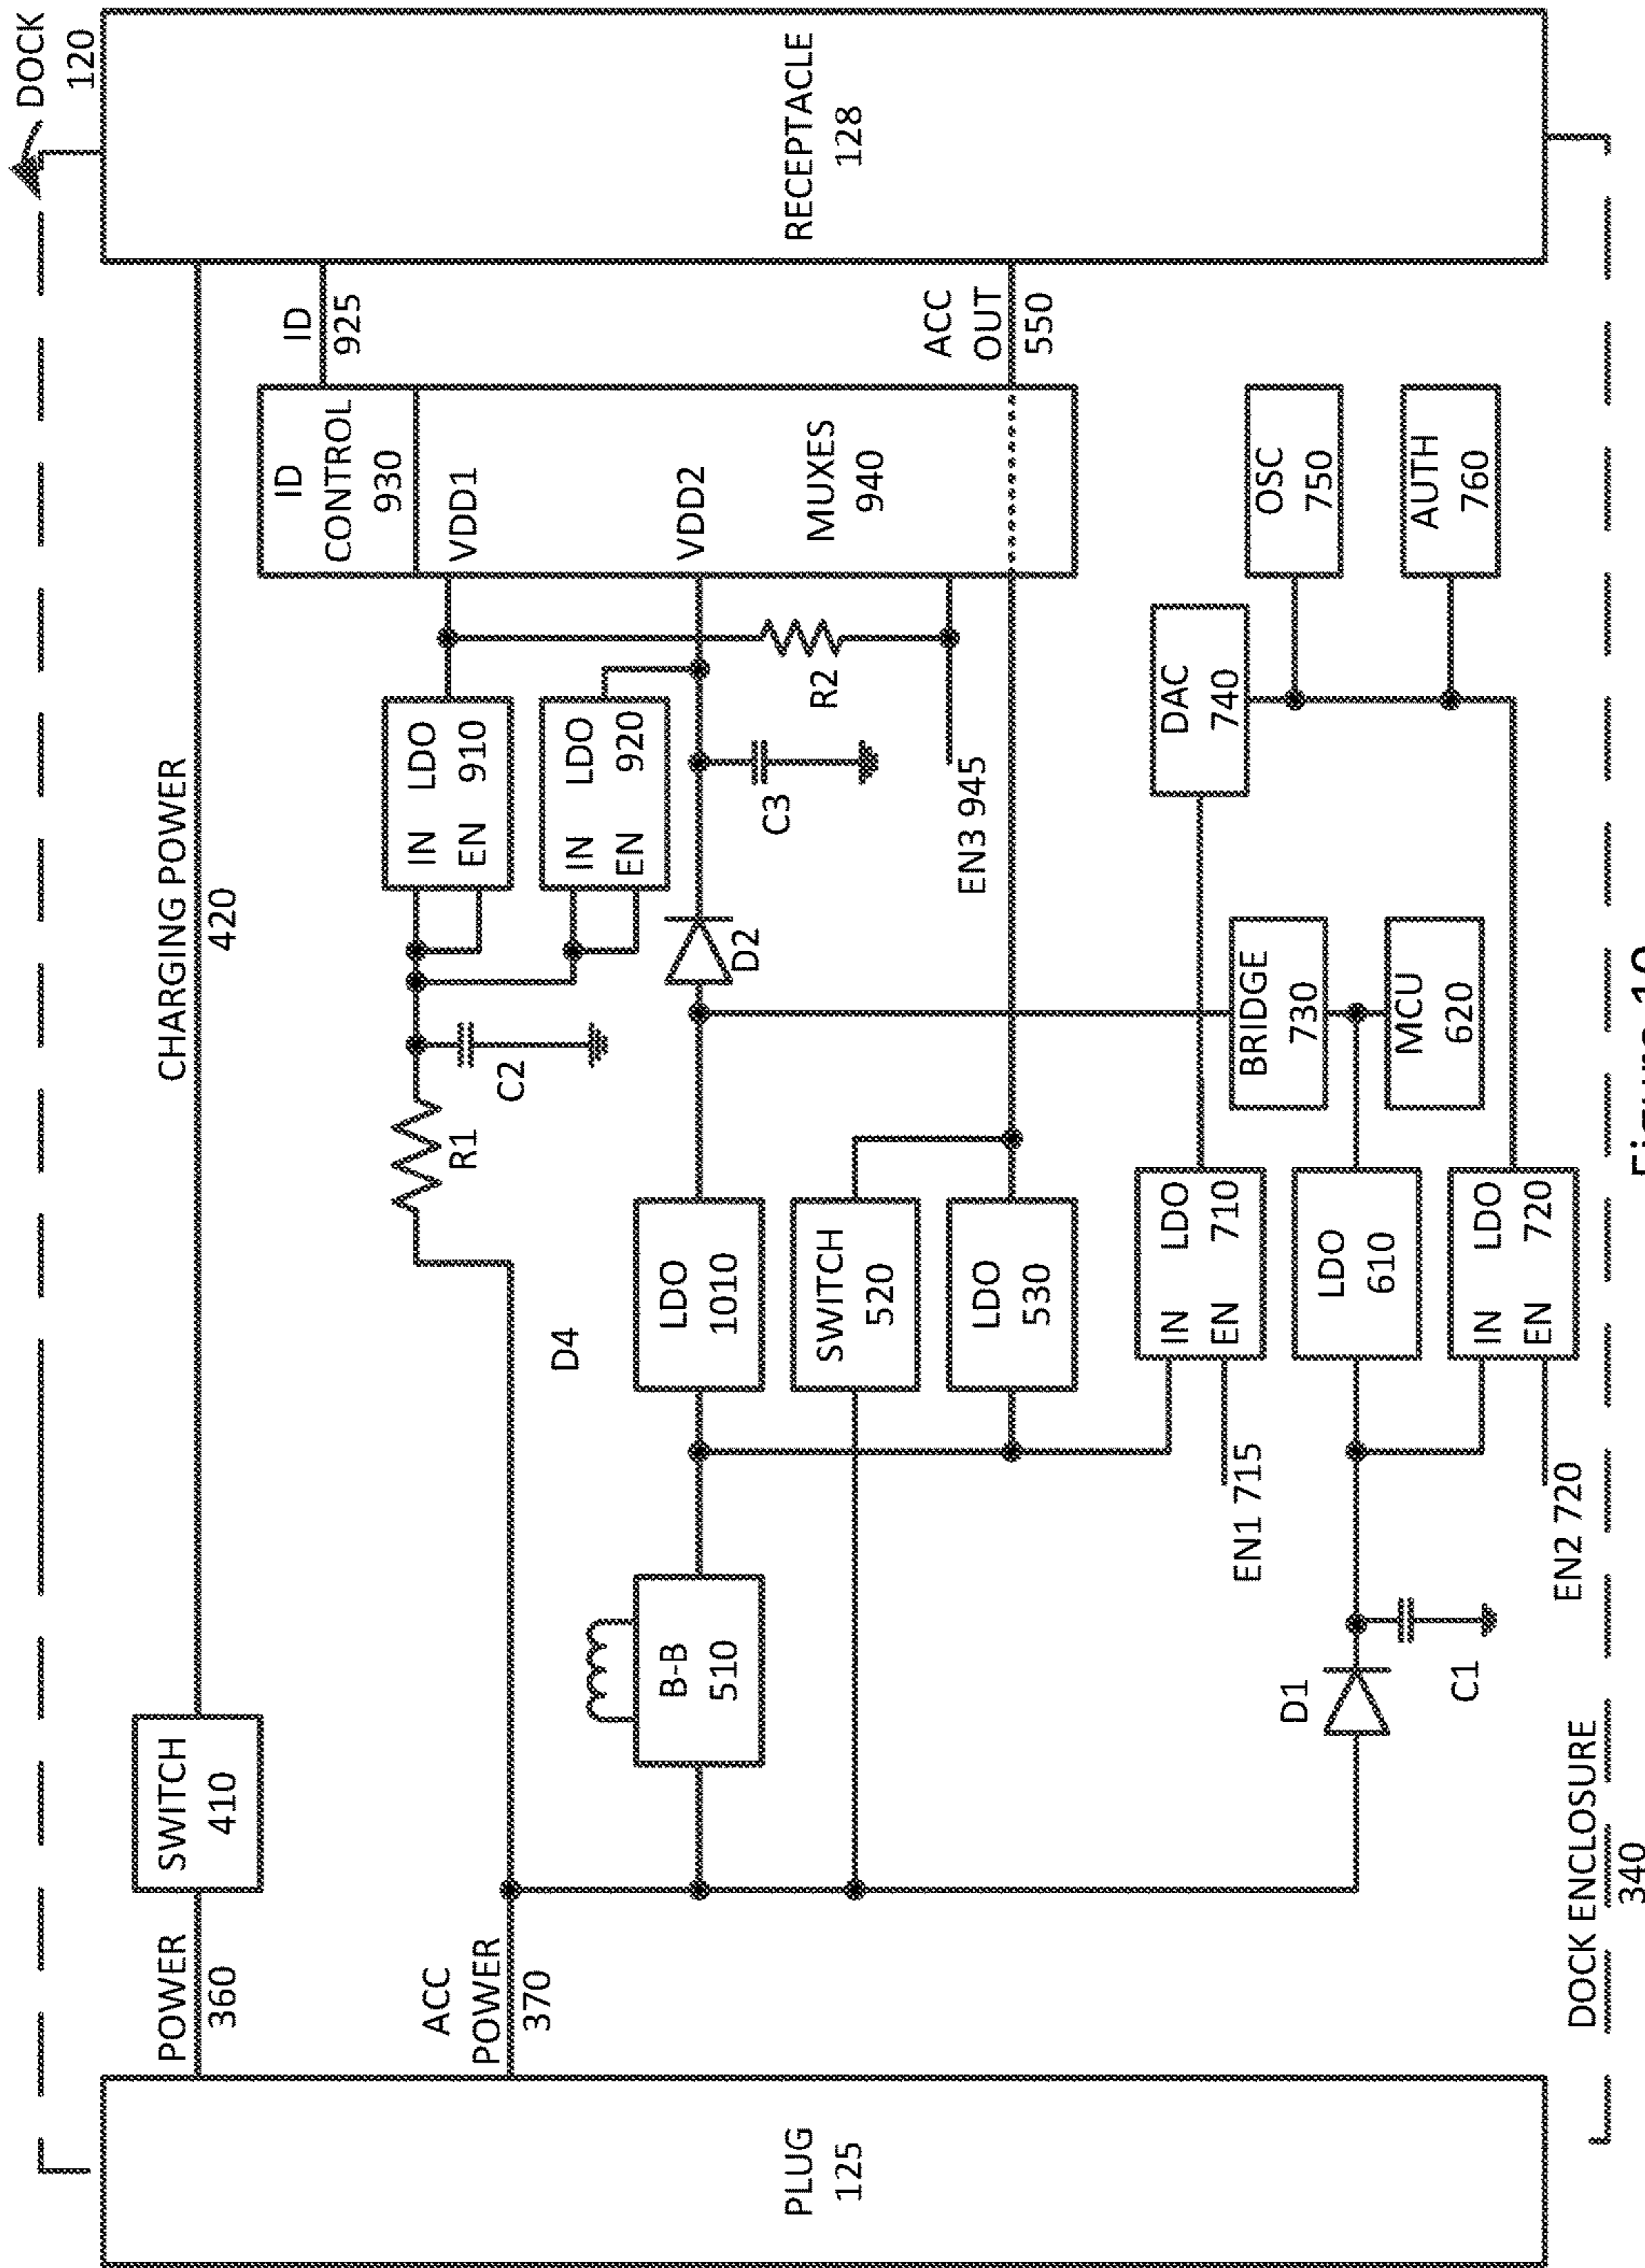 DOCK
120
POWER
360
SWITCH
410
CHARGING POWER
420
ID
925
ACC
POWER
370
R1
C2
IN LDO
EN 910
IN LDO
EN 920
ID
CONTROL
930
VDD1
VDD2
MUXES
940
D4
B-B
510
LDO
1010
D2
C3
R2
SWITCH
520
LDO
530
EN3 945
ACC
OUT
550
PLUG
125
RECEPTACLE
128
IN LDO
EN 710
EN1 715
DAC
740
OSC
750
D1
C1
LDO
610
BRIDGE
730
MCU
620
AUTH
760
IN LDO
EN 720
EN2 720
DOCK ENCLOSURE
340
Figure 10